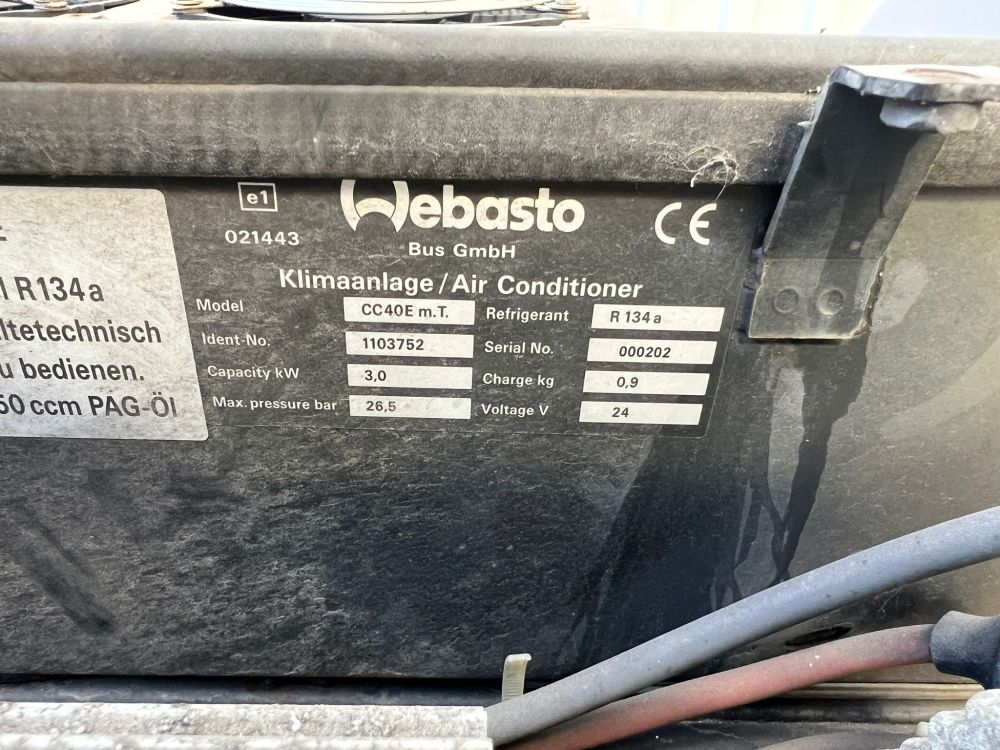 R134a
ltetechnisch
u bedienen.
60 ccm PAG-Öl
e1
021443
Webasto
Bus GmbH
CE
Klimaanlage/Air Conditioner
Model CC40E m.T. Refrigerant R 134 a
Ident-No. 1103752 Serial No. 000202
Capacity kW 3,0 Charge kg 0,9
Max. pressure bar 26,5 Voltage V 24